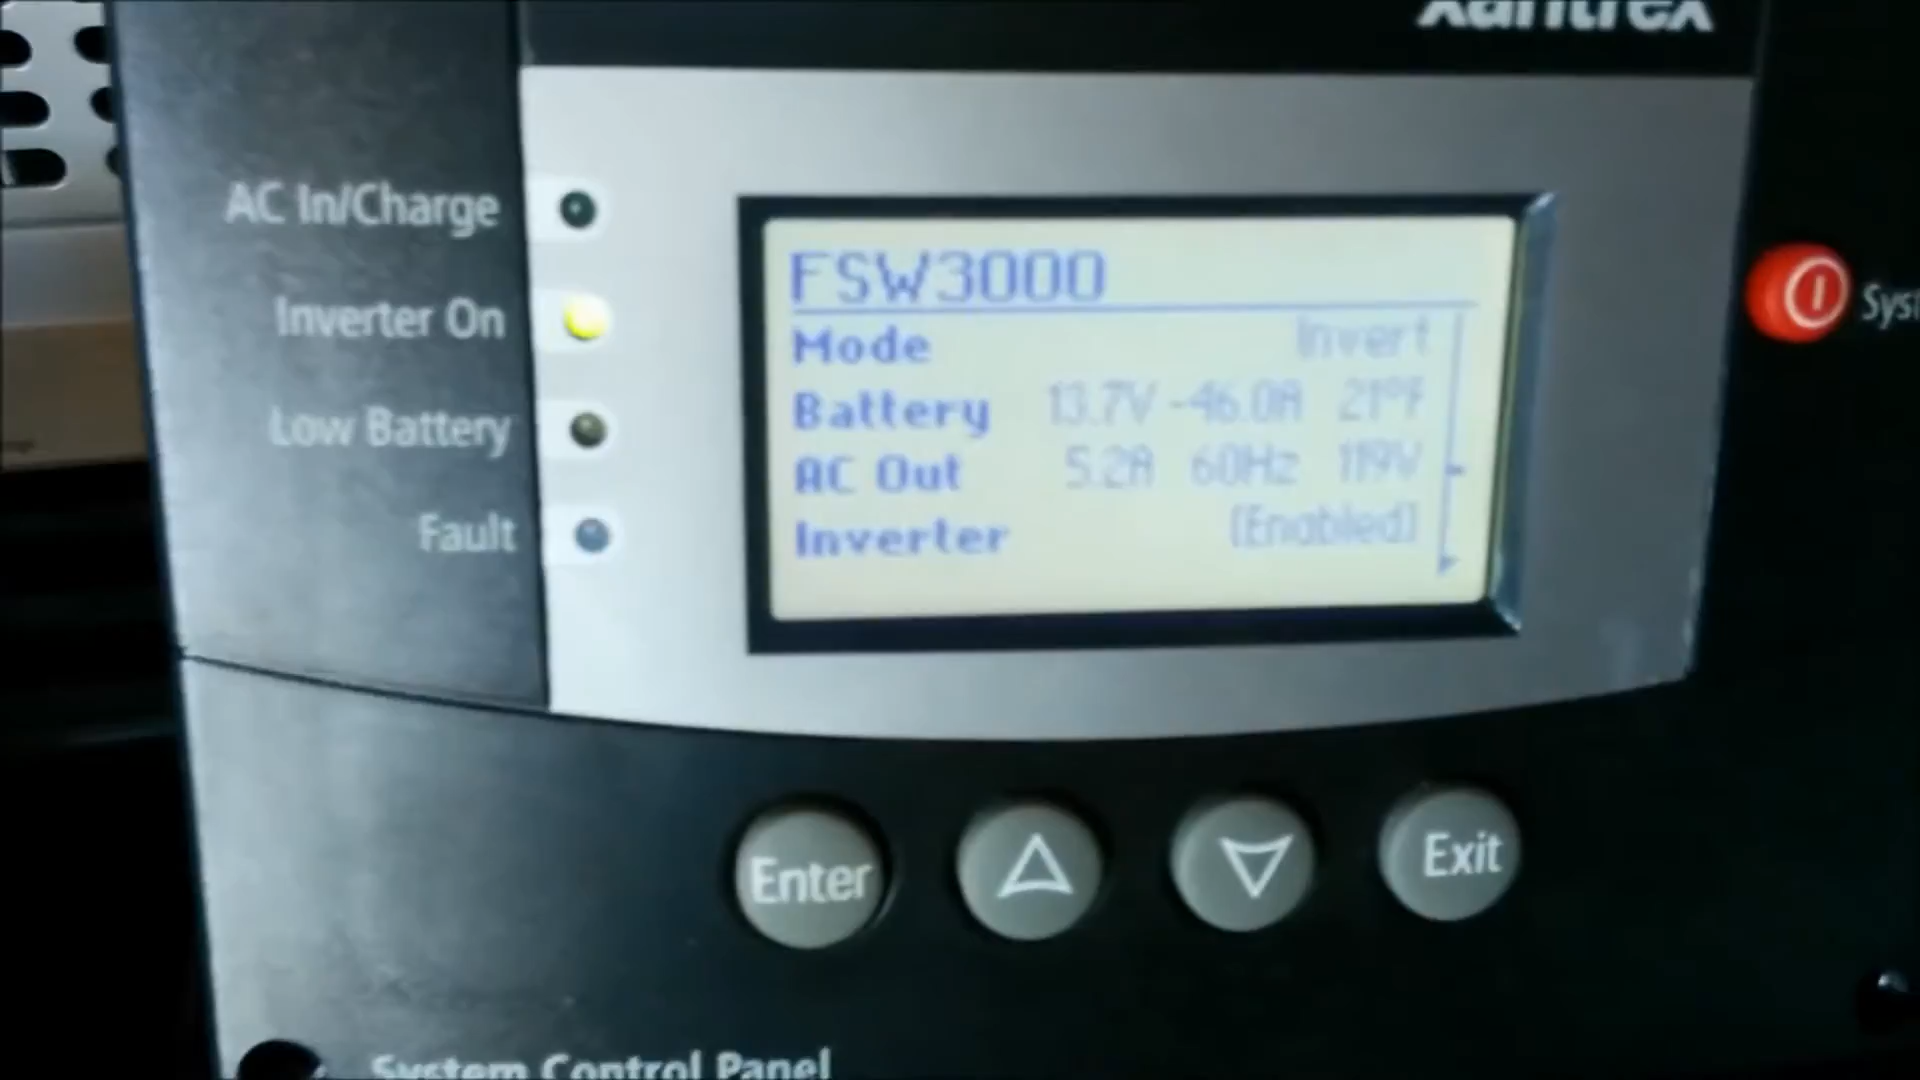 xantrex
AC In/Charge
Inverter On
Low Battery
Fault
FSW3000
Mode Invert
Battery 13.7V -46.0A 21°F
AC Out 5.2A 60Hz 119V
Inverter [Enabled]
Enter
Exit
System Control Panel